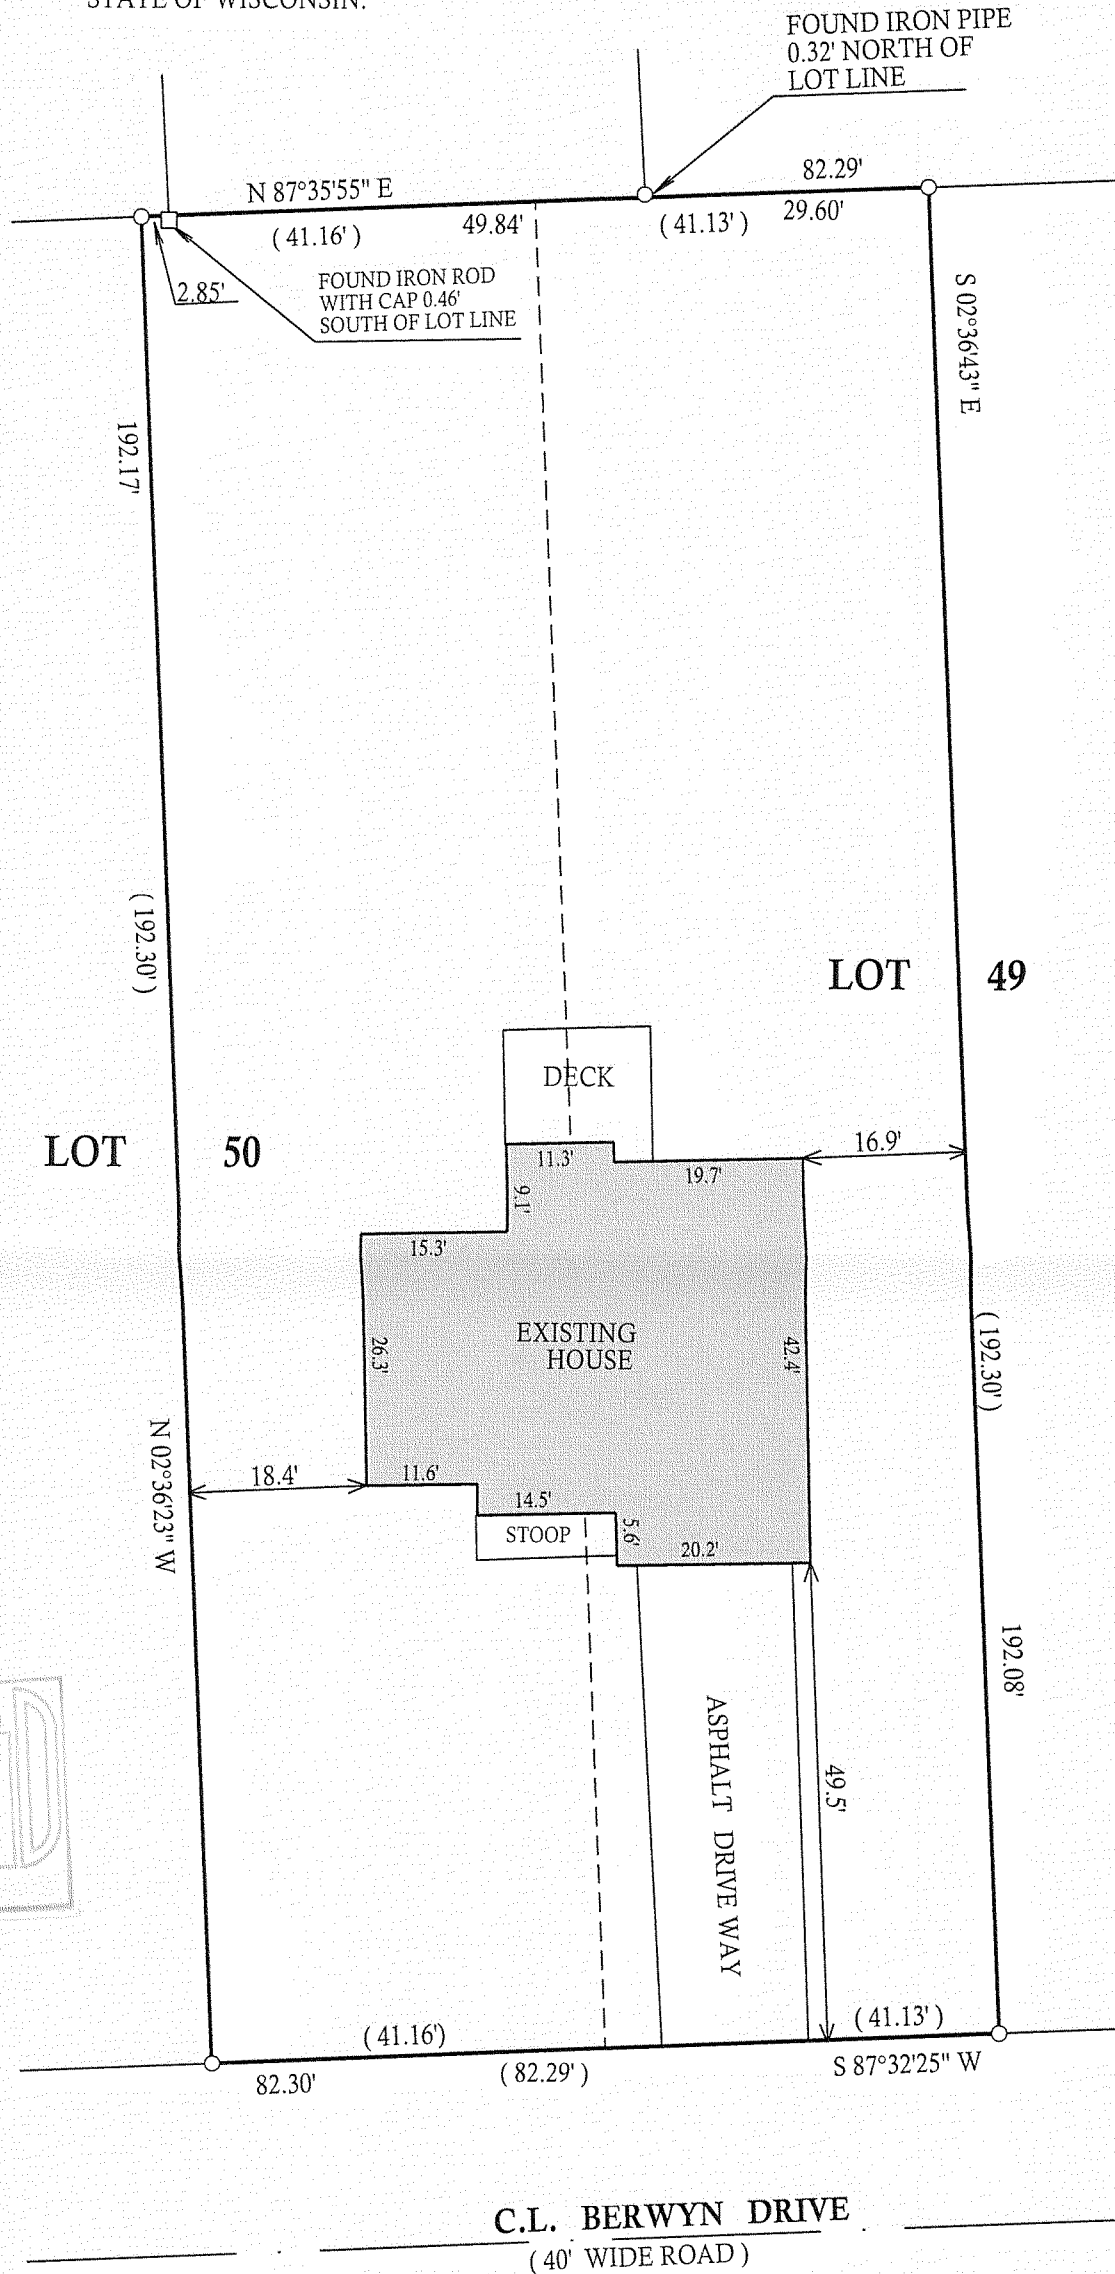 STATE OF WISCONSIN.
FOUND IRON PIPE
0.32' NORTH OF
LOT LINE
N 87°35'55" E
82.29'
( 41.16' )
49.84'
( 41.13' )
29.60'
2.85'
FOUND IRON ROD
WITH CAP 0.46'
SOUTH OF LOT LINE
S 02°36'43" E
192.17'
( 192.30' )
LOT 49
DECK
LOT 50
11.3'
19.7'
16.9'
9.1'
15.3'
EXISTING
HOUSE
26.3'
42.4'
( 192.30' )
N 02°36'23" W
18.4'
11.6'
14.5'
STOOP
5.6'
20.2'
192.08'
ASPHALT DRIVE WAY
49.5'
( 41.16')
( 41.13' )
82.30'
( 82.29' )
S 87°32'25" W
C.L. BERWYN DRIVE
( 40' WIDE ROAD )